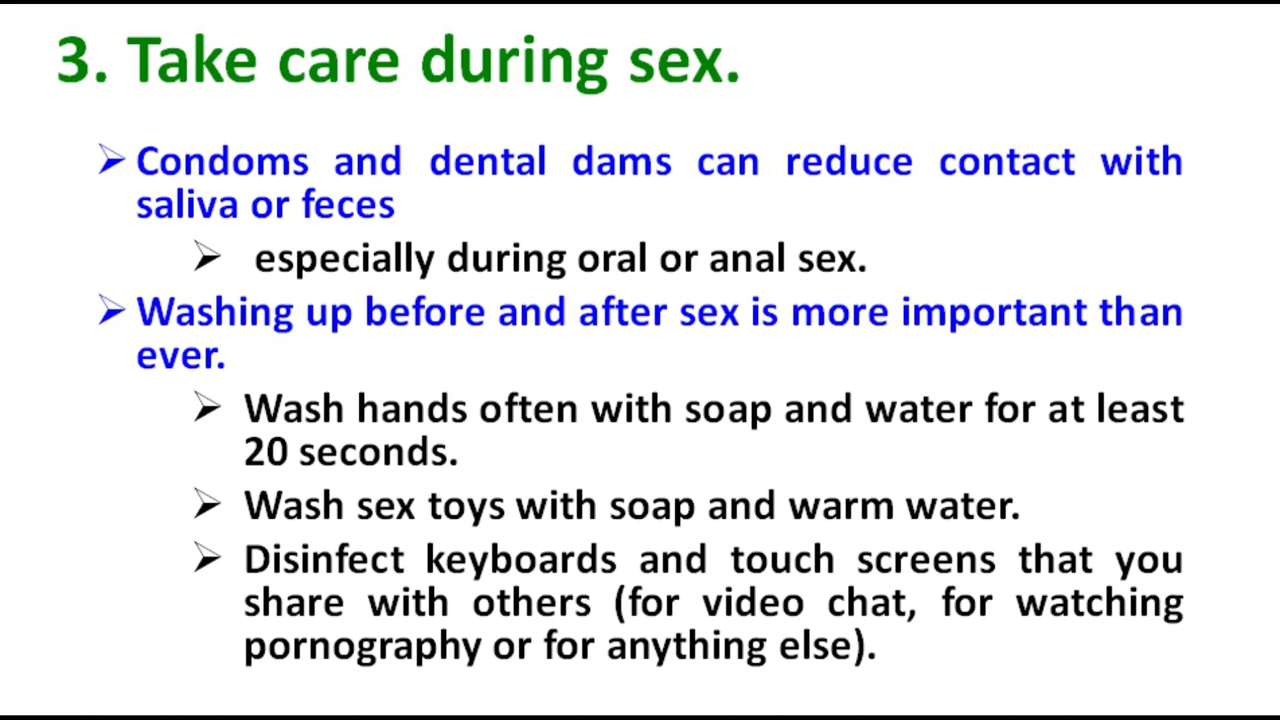 3. Take care during sex.
➢ Condoms and dental dams can reduce contact with
saliva or feces
➢ especially during oral or anal sex.
➢ Washing up before and after sex is more important than
ever.
➢ Wash hands often with soap and water for at least
20 seconds.
➢ Wash sex toys with soap and warm water.
➢ Disinfect keyboards and touch screens that you
share with others (for video chat, for watching
pornography or for anything else).